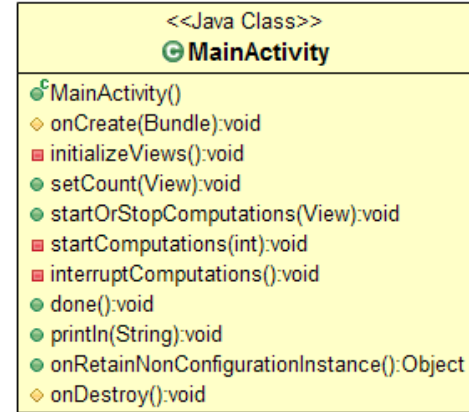 <<Java Class>>
C MainActivity
c MainActivity()
onCreate(Bundle):void
initializeViews():void
setCount(View):void
startOrStopComputations(View):void
startComputations(int):void
interruptComputations():void
done():void
println(String):void
onRetainNonConfigurationInstance():Object
onDestroy():void